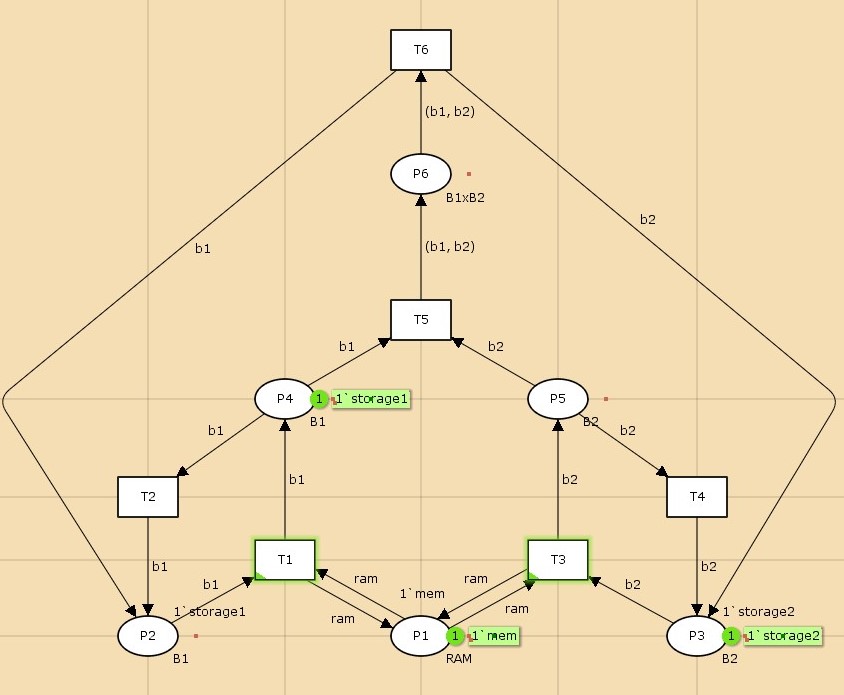 T6
(b1, b2)
P6
B1xB2
b1
b2
(b1, b2)
T5
b1
b2
P4
1
1`storage1
B1
P5
B2
b1
b2
T2
b1
b2
T4
T1
T3
b1
b1
ram
ram
b2
b2
1`storage1
1`mem
ram
ram
1`storage2
P2
B1
P1
1
1`mem
RAM
P3
1
1`storage2
B2